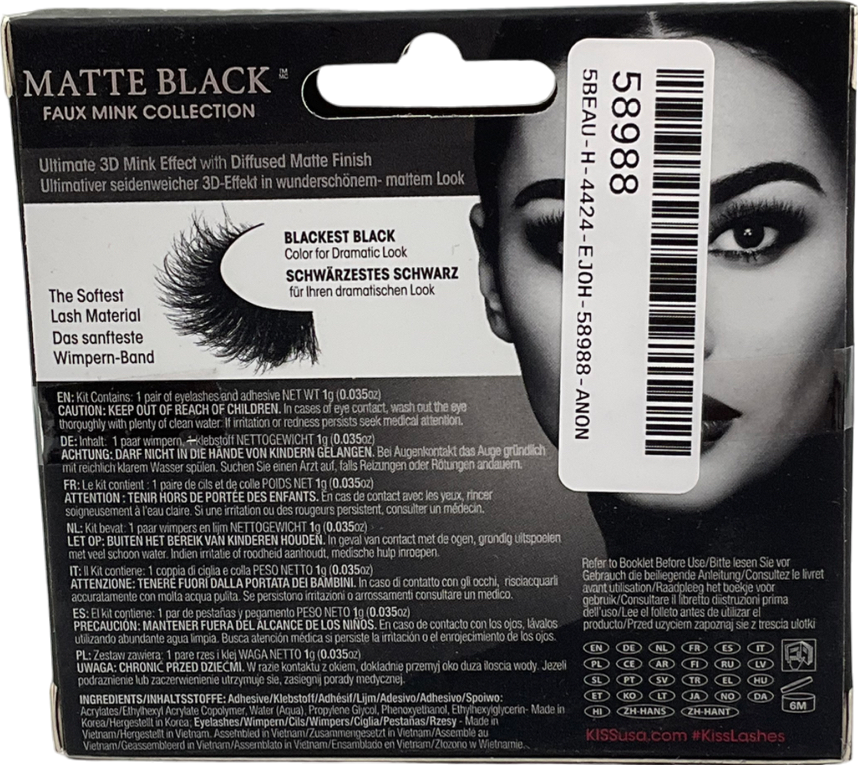 MATTE BLACK ™ MC
FAUX MINK COLLECTION
Ultimate 3D Mink Effect with Diffused Matte Finish
Ultimativer seidenweicher 3D-Effekt in wunderschönem- mattem Look
BLACKEST BLACK
Color for Dramatic Look
SCHWÄRZESTES SCHWARZ
für Ihren dramatischen Look
The Softest
Lash Material
Das sanfteste
Wimpern-Band
58988
5BEAU-H-4424-EJOH-58988-ANON
EN: Kit Contains: 1 pair of eyelashes and adhesive NET WT 1g (0.035oz)
CAUTION: KEEP OUT OF REACH OF CHILDREN. In cases of eye contact, wash out the eye
thoroughly with plenty of clean water. If irritation or redness persists seek medical attention.
DE: Inhalt: 1 paar wimpern, + klebstoff NETTOGEWICHT 1g (0.035oz)
ACHTUNG: DARF NICHT IN DIE HÄNDE VON KINDERN GELANGEN. Bei Augenkontakt das Auge gründlich
mit reichlich klarem Wasser spülen. Suchen Sie einen Arzt auf, falls Reizungen oder Rötungen andauern.
FR: Le kit contient : 1 paire de cils et de colle POIDS NET 1g (0.035oz)
ATTENTION : TENIR HORS DE PORTÉE DES ENFANTS. En cas de contact avec les yeux, rincer
soigneusement à l'eau claire. Si une irritation ou des rougeurs persistent, consulter un médecin.
NL: Kit bevat: 1 paar wimpers en lijm NETTOGEWICHT 1g (0.035oz)
LET OP: BUITEN HET BEREIK VAN KINDEREN HOUDEN. In geval van contact met de ogen, grondig uitspoelen
met veel schoon water. Indien irritatie of roodheid aanhoudt, medische hulp inroepen.
IT: Il Kit contiene: 1 coppia di ciglia e colla PESO NETTO 1g (0.035oz)
ATTENZIONE: TENERE FUORI DALLA PORTATA DEI BAMBINI. In caso di contatto con gli occhi, risciacquarli
accuratamente con molta acqua pulita. Se persistono irritazioni o arrossamenti consultare un medico.
ES: El kit contiene: 1 par de pestañas y pegamento PESO NETO 1g (0.035oz)
PRECAUCIÓN: MANTENER FUERA DEL ALCANCE DE LOS NIÑOS. En caso de contacto con los ojos, lávalos
utilizando abundante agua limpia. Busca atención médica si persiste la irritación o el enrojecimiento de los ojos.
PL: Zestaw zawiera: 1 pare rzes i klej WAGA NETTO 1g (0.035oz)
UWAGA: CHRONIĆ PRZED DZIEĆMI. W razie kontaktu z okiem, dokladnie przemyj oko duza iloscia wody. Jezeli
podraznienie lub zaczerwienienie utrzymuje sie, zasiegnij porady medycznej.
INGREDIENTS/INHALTSSTOFFE: Adhesive/Klebstoff/Adhésif/Lijm/Adesivo/Adhesivo/Spoiwo:
Acrylates/Ethylhexyl Acrylate Copolymer, Water (Aqua), Propylene Glycol, Phenoxyethanol, Ethylhexylglycerin- Made in
Korea/Hergestellt in Korea; Eyelashes/Wimpern/Cils/Wimpers/Ciglia/Pestañas/Rzesy - Made in
Vietnam/Hergestellt in Vietnam. Assembled in Vietnam/Zusammengesetzt in Vietnam/Assemblé au
Vietnam/Geassembleerd in Vietnam/Assemblato in Vietnam/Ensamblado en Vietnam/Zlozono w Wietnamie.
Refer to Booklet Before Use/Bitte lesen Sie vor
Gebrauch die beiliegende Anleitung/Consultez le livret
avant utilisation/Raadpleeg het boekje voor
gebruik/Consultare il libretto diistruzioni prima
dell'uso/Lee el folleto antes de utilizar el
producto/Przed uzyciem zapoznaj sie z trescia ulotki
EN DE NL FR ES IT
PL CE AR FI RU LV
SL PT SV TR EL HU
ET KO LT JA NO DA
HI ZH-HANS ZH-HANT
6M
KISSusa.com #KissLashes